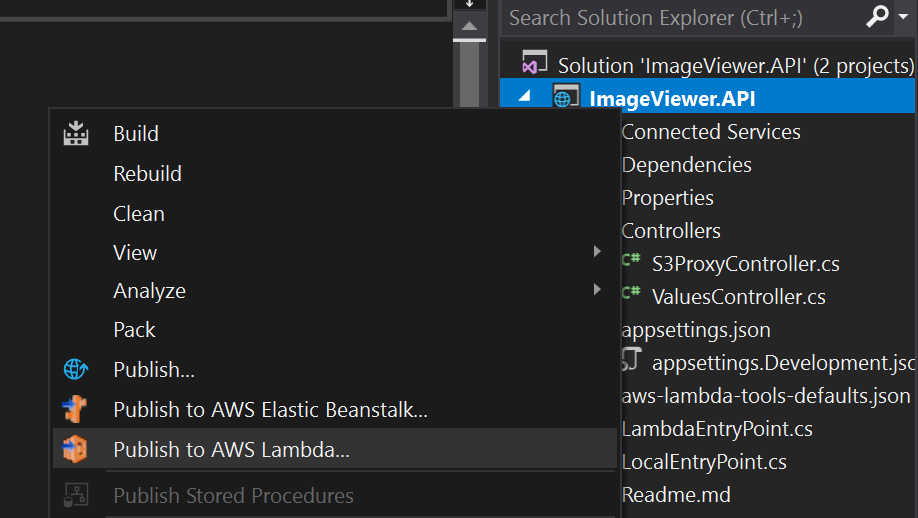 Search Solution Explorer (Ctrl+;)
Solution 'ImageViewer.API' (2 projects)
ImageViewer.API
Connected Services
Dependencies
Properties
Controllers
C# S3ProxyController.cs
C# ValuesController.cs
appsettings.json
appsettings.Development.jsc
aws-lambda-tools-defaults.json
LambdaEntryPoint.cs
LocalEntryPoint.cs
Readme.md
Build
Rebuild
Clean
View
Analyze
Pack
Publish...
Publish to AWS Elastic Beanstalk...
Publish to AWS Lambda...
Publish Stored Procedures